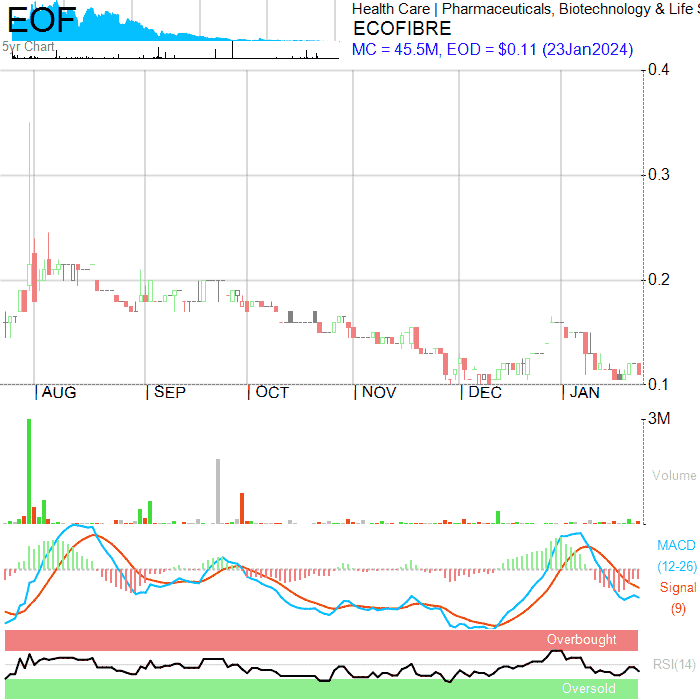 EOF
5yr Chart
Health Care | Pharmaceuticals, Biotechnology & Life S
ECOFIBRE
MC = 45.5M, EOD = $0.11 (23Jan2024)
0.4
0.3
0.2
0.1
AUG
SEP
OCT
NOV
DEC
JAN
3M
Volume
MACD
(12-26)
Signal
(9)
Overbought
RSI(14)
Oversold